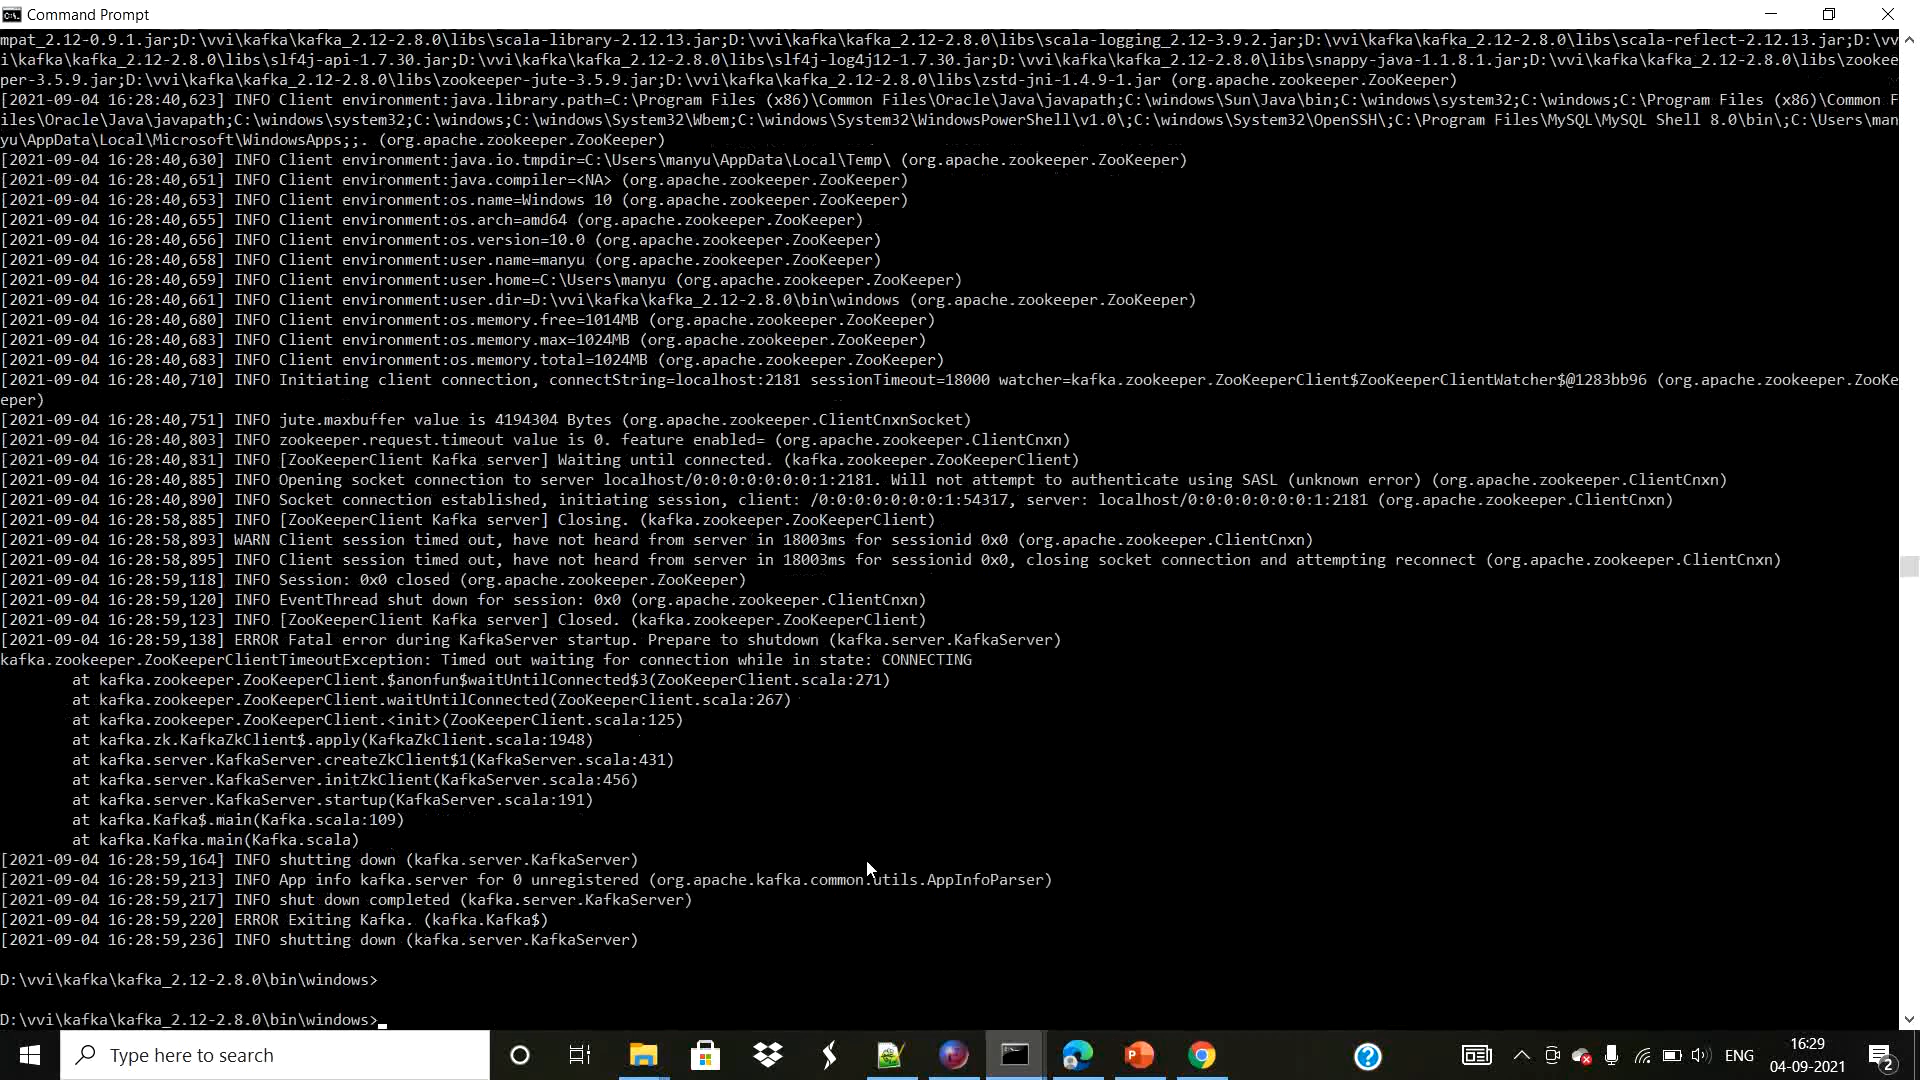 Command Prompt
mpat_2.12-0.9.1.jar;D:\vvi\kafka\kafka_2.12-2.8.0\libs\scala-library-2.12.13.jar;D:\vvi\kafka\kafka_2.12-2.8.0\libs\scala-logging_2.12-3.9.2.jar;D:\vvi\kafka\kafka_2.12-2.8.0\libs\scala-reflect-2.12.13.jar;D:\vv
i\kafka\kafka_2.12-2.8.0\libs\slf4j-api-1.7.30.jar;D:\vvi\kafka\kafka_2.12-2.8.0\libs\slf4j-log4j12-1.7.30.jar;D:\vvi\kafka\kafka_2.12-2.8.0\libs\snappy-java-1.1.8.1.jar;D:\vvi\kafka\kafka_2.12-2.8.0\libs\zookee
per-3.5.9.jar;D:\vvi\kafka\kafka_2.12-2.8.0\libs\zookeeper-jute-3.5.9.jar;D:\vvi\kafka\kafka_2.12-2.8.0\libs\zstd-jni-1.4.9-1.jar (org.apache.zookeeper.ZooKeeper)
[2021-09-04 16:28:40,623] INFO Client environment:java.library.path=C:\Program Files (x86)\Common Files\Oracle\Java\javapath;C:\windows\Sun\Java\bin;C:\windows\system32;C:\windows;C:\Program Files (x86)\Common F
iles\Oracle\Java\javapath;C:\windows\system32;C:\windows;C:\windows\System32\Wbem;C:\windows\System32\WindowsPowerShell\v1.0\;C:\windows\System32\OpenSSH\;C:\Program Files\MySQL\MySQL Shell 8.0\bin\;C:\Users\man
yu\AppData\Local\Microsoft\WindowsApps;;. (org.apache.zookeeper.ZooKeeper)
[2021-09-04 16:28:40,630] INFO Client environment:java.io.tmpdir=C:\Users\manyu\AppData\Local\Temp\ (org.apache.zookeeper.ZooKeeper)
[2021-09-04 16:28:40,651] INFO Client environment:java.compiler=<NA> (org.apache.zookeeper.ZooKeeper)
[2021-09-04 16:28:40,653] INFO Client environment:os.name=Windows 10 (org.apache.zookeeper.ZooKeeper)
[2021-09-04 16:28:40,655] INFO Client environment:os.arch=amd64 (org.apache.zookeeper.ZooKeeper)
[2021-09-04 16:28:40,656] INFO Client environment:os.version=10.0 (org.apache.zookeeper.ZooKeeper)
[2021-09-04 16:28:40,658] INFO Client environment:user.name=manyu (org.apache.zookeeper.ZooKeeper)
[2021-09-04 16:28:40,659] INFO Client environment:user.home=C:\Users\manyu (org.apache.zookeeper.ZooKeeper)
[2021-09-04 16:28:40,661] INFO Client environment:user.dir=D:\vvi\kafka\kafka_2.12-2.8.0\bin\windows (org.apache.zookeeper.ZooKeeper)
[2021-09-04 16:28:40,680] INFO Client environment:os.memory.free=1014MB (org.apache.zookeeper.ZooKeeper)
[2021-09-04 16:28:40,683] INFO Client environment:os.memory.max=1024MB (org.apache.zookeeper.ZooKeeper)
[2021-09-04 16:28:40,683] INFO Client environment:os.memory.total=1024MB (org.apache.zookeeper.ZooKeeper)
[2021-09-04 16:28:40,710] INFO Initiating client connection, connectString=localhost:2181 sessionTimeout=18000 watcher=kafka.zookeeper.ZooKeeperClient$ZooKeeperClientWatcher$@1283bb96 (org.apache.zookeeper.ZooKe
eper)
[2021-09-04 16:28:40,751] INFO jute.maxbuffer value is 4194304 Bytes (org.apache.zookeeper.ClientCnxnSocket)
[2021-09-04 16:28:40,803] INFO zookeeper.request.timeout value is 0. feature enabled= (org.apache.zookeeper.ClientCnxn)
[2021-09-04 16:28:40,831] INFO [ZooKeeperClient Kafka server] Waiting until connected. (kafka.zookeeper.ZooKeeperClient)
[2021-09-04 16:28:40,885] INFO Opening socket connection to server localhost/0:0:0:0:0:0:0:1:2181. Will not attempt to authenticate using SASL (unknown error) (org.apache.zookeeper.ClientCnxn)
[2021-09-04 16:28:40,890] INFO Socket connection established, initiating session, client: /0:0:0:0:0:0:0:1:54317, server: localhost/0:0:0:0:0:0:0:1:2181 (org.apache.zookeeper.ClientCnxn)
[2021-09-04 16:28:58,885] INFO [ZooKeeperClient Kafka server] Closing. (kafka.zookeeper.ZooKeeperClient)
[2021-09-04 16:28:58,893] WARN Client session timed out, have not heard from server in 18003ms for sessionid 0x0 (org.apache.zookeeper.ClientCnxn)
[2021-09-04 16:28:58,895] INFO Client session timed out, have not heard from server in 18003ms for sessionid 0x0, closing socket connection and attempting reconnect (org.apache.zookeeper.ClientCnxn)
[2021-09-04 16:28:59,118] INFO Session: 0x0 closed (org.apache.zookeeper.ZooKeeper)
[2021-09-04 16:28:59,120] INFO EventThread shut down for session: 0x0 (org.apache.zookeeper.ClientCnxn)
[2021-09-04 16:28:59,123] INFO [ZooKeeperClient Kafka server] Closed. (kafka.zookeeper.ZooKeeperClient)
[2021-09-04 16:28:59,138] ERROR Fatal error during KafkaServer startup. Prepare to shutdown (kafka.server.KafkaServer)
kafka.zookeeper.ZooKeeperClientTimeoutException: Timed out waiting for connection while in state: CONNECTING
at kafka.zookeeper.ZooKeeperClient.$anonfun$waitUntilConnected$3(ZooKeeperClient.scala:271)
at kafka.zookeeper.ZooKeeperClient.waitUntilConnected(ZooKeeperClient.scala:267)
at kafka.zookeeper.ZooKeeperClient.<init>(ZooKeeperClient.scala:125)
at kafka.zk.KafkaZkClient$.apply(KafkaZkClient.scala:1948)
at kafka.server.KafkaServer.createZkClient$1(KafkaServer.scala:431)
at kafka.server.KafkaServer.initZkClient(KafkaServer.scala:456)
at kafka.server.KafkaServer.startup(KafkaServer.scala:191)
at kafka.Kafka$.main(Kafka.scala:109)
at kafka.Kafka.main(Kafka.scala)
[2021-09-04 16:28:59,164] INFO shutting down (kafka.server.KafkaServer)
[2021-09-04 16:28:59,213] INFO App info kafka.server for 0 unregistered (org.apache.kafka.common.utils.AppInfoParser)
[2021-09-04 16:28:59,217] INFO shut down completed (kafka.server.KafkaServer)
[2021-09-04 16:28:59,220] ERROR Exiting Kafka. (kafka.Kafka$)
[2021-09-04 16:28:59,236] INFO shutting down (kafka.server.KafkaServer)
D:\vvi\kafka\kafka_2.12-2.8.0\bin\windows>
D:\vvi\kafka\kafka_2.12-2.8.0\bin\windows>
Type here to search
ENG
16:29
04-09-2021
2